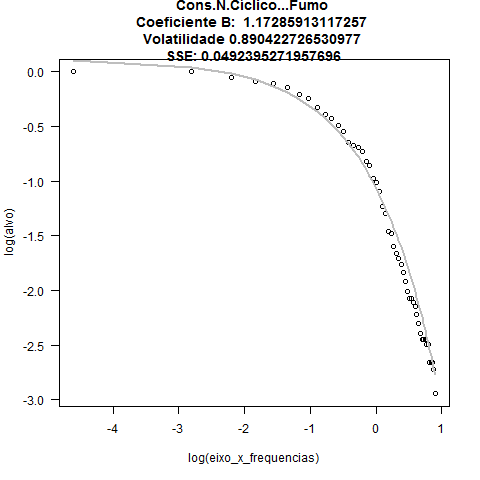 Cons.N.Ciclico...Fumo
Coeficiente B:  1.17285913117257
Volatilidade 0.890422726530977
SSE: 0.0492395271957696
0.0
-0.5
-1.0
-1.5
-2.0
-2.5
-3.0
log(alvo)
-4 -3 -2 -1 0 1
log(eixo_x_frequencias)